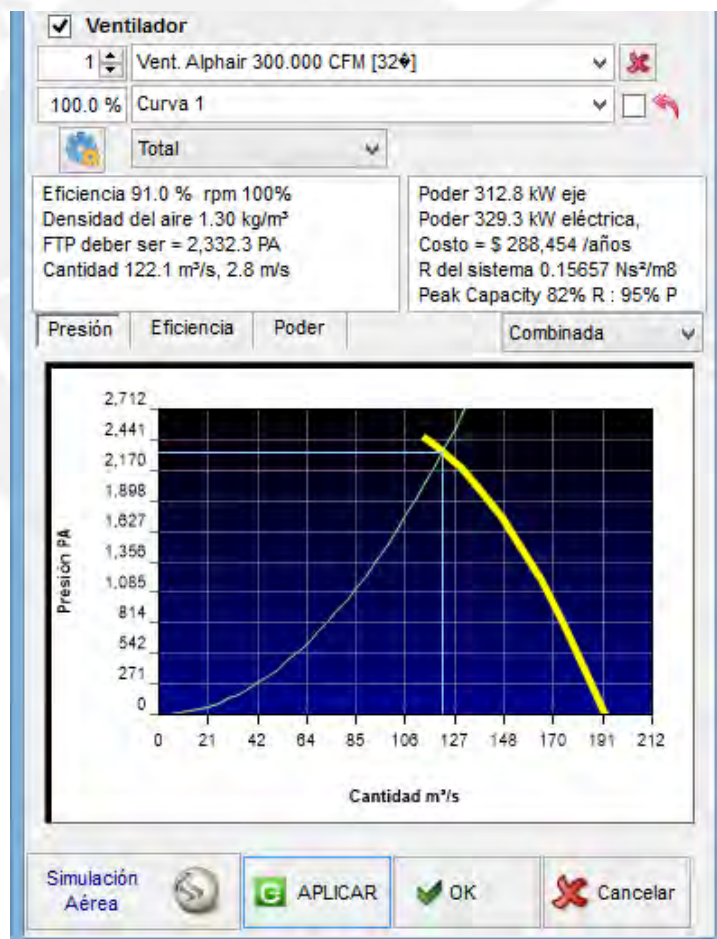 Ventilador
1 Vent. Alphair 300.000 CFM [32�]
100.0 % Curva 1
Total
Eficiencia 91.0 % rpm 100%
Densidad del aire 1.30 kg/m³
FTP deber ser = 2,332.3 PA
Cantidad 122.1 m³/s, 2.8 m/s
Poder 312.8 kW eje
Poder 329.3 kW eléctrica,
Costo = $ 288,454 /años
R del sistema 0.15657 Ns²/m8
Peak Capacity 82% R : 95% P
Presión Eficiencia Poder Combinada
2,712
2,441
2,170
1,898
1,627
1,356
1,085
814
542
271
0
Presión PA
0 21 42 64 85 106 127 148 170 191 212
Cantidad m³/s
Simulación
Aérea
APLICAR OK Cancelar